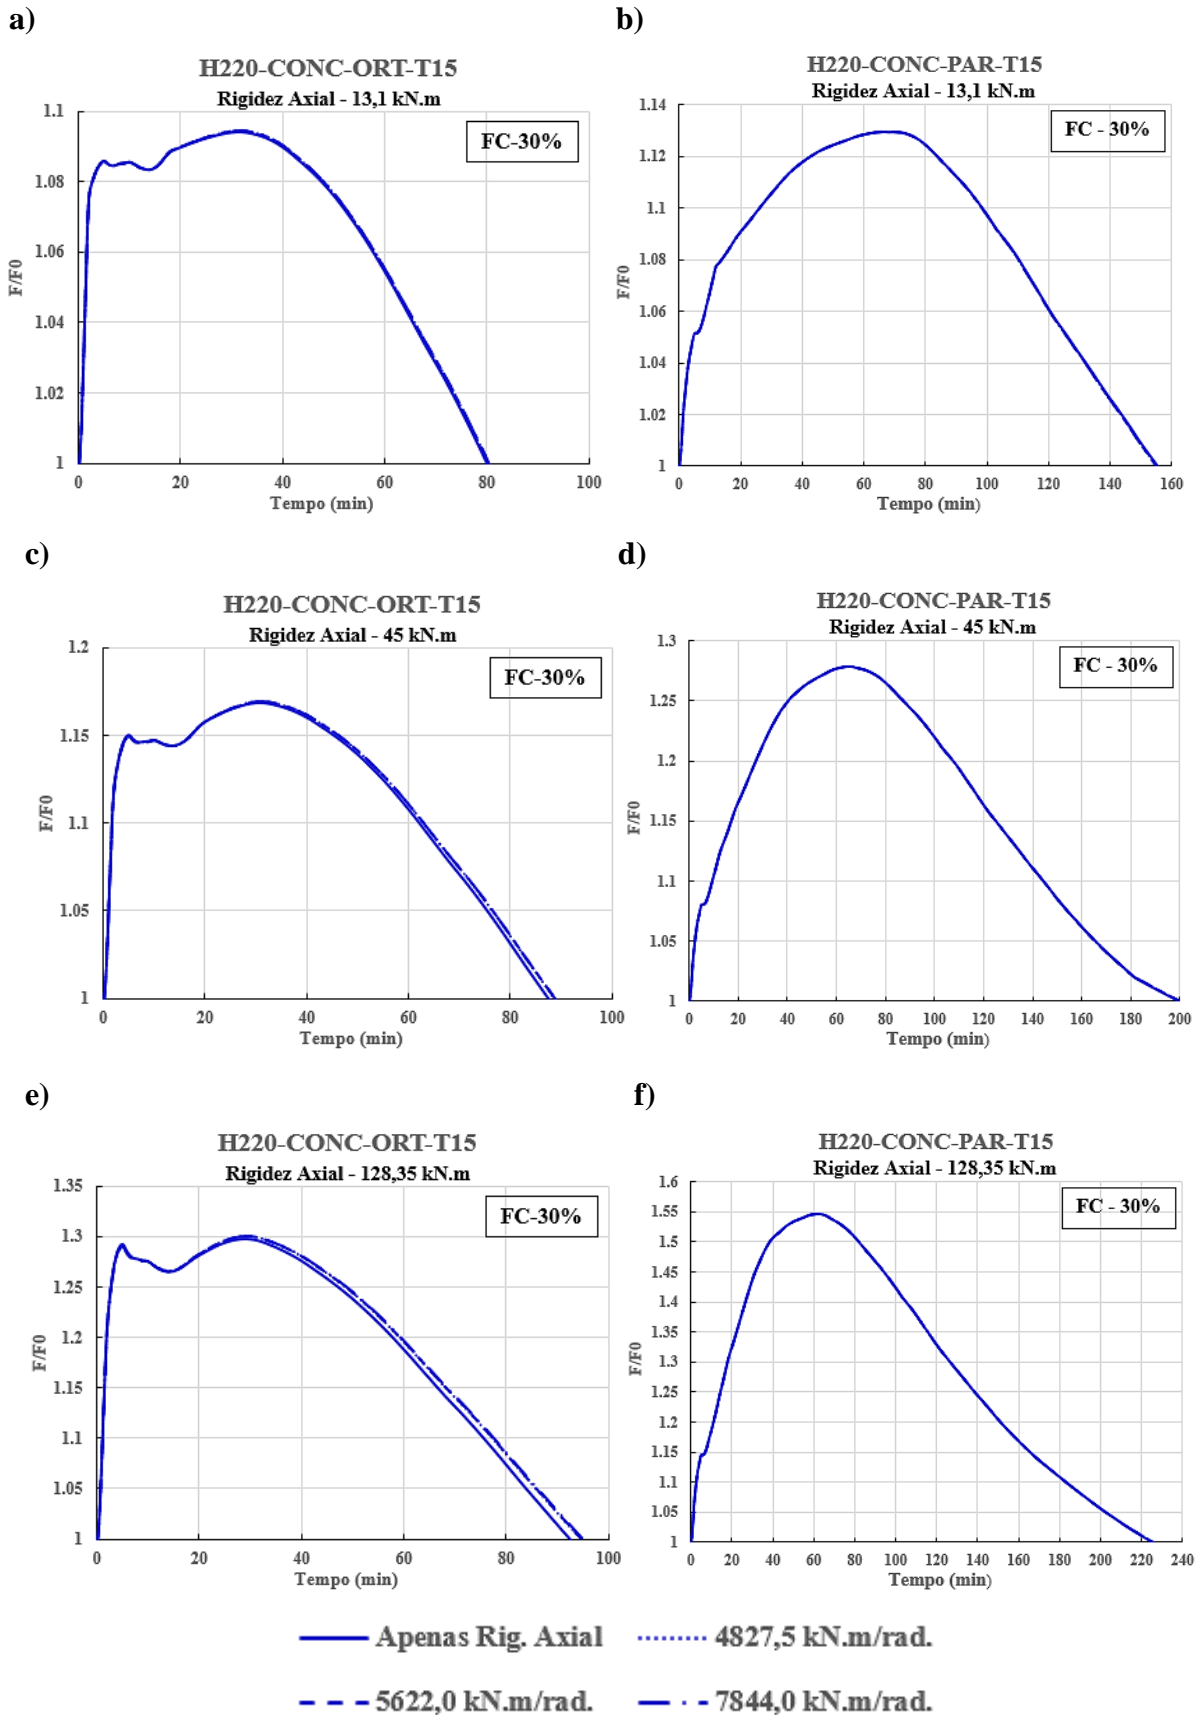 a)
H220-CONC-ORT-T15
Rigidez Axial - 13,1 kN.m
FC-30%
1.1
1.08
1.06
1.04
1.02
1
F/F0
0 20 40 60 80 100
Tempo (min)
b)
H220-CONC-PAR-T15
Rigidez Axial - 13,1 kN.m
FC - 30%
1.14
1.12
1.1
1.08
1.06
1.04
1.02
1
F/F0
0 20 40 60 80 100 120 140 160
Tempo (min)
c)
H220-CONC-ORT-T15
Rigidez Axial - 45 kN.m
FC-30%
1.2
1.15
1.1
1.05
1
F/F0
0 20 40 60 80 100
Tempo (min)
d)
H220-CONC-PAR-T15
Rigidez Axial - 45 kN.m
FC - 30%
1.3
1.25
1.2
1.15
1.1
1.05
1
F/F0
0 20 40 60 80 100 120 140 160 180 200
Tempo (min)
e)
H220-CONC-ORT-T15
Rigidez Axial - 128,35 kN.m
FC-30%
1.35
1.3
1.25
1.2
1.15
1.1
1.05
1
F/F0
0 20 40 60 80 100
Tempo (min)
f)
H220-CONC-PAR-T15
Rigidez Axial - 128,35 kN.m
FC - 30%
1.6
1.55
1.5
1.45
1.4
1.35
1.3
1.25
1.2
1.15
1.1
1.05
1
F/F0
0 20 40 60 80 100 120 140 160 180 200 220 240
Tempo (min)
Apenas Rig. Axial
4827,5 kN.m/rad.
5622,0 kN.m/rad.
7844,0 kN.m/rad.